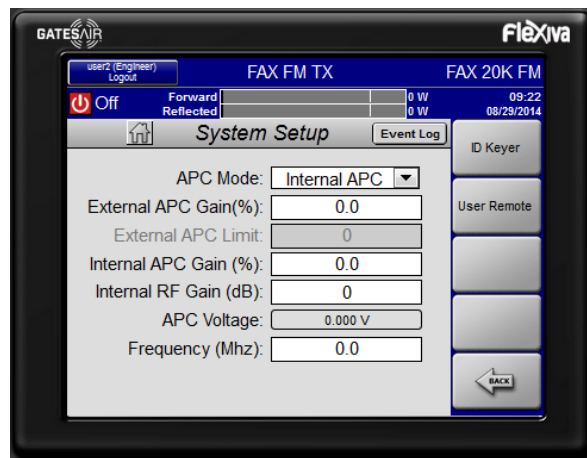 GATESAIR
Flexiva
user2 (Engineer)
Logout
FAX FM TX
FAX 20K FM
Off
Forward
0 W
Reflected
0 W
09:22
08/29/2014
System Setup
Event Log
APC Mode: Internal APC
External APC Gain(%): 0.0
External APC Limit: 0
Internal APC Gain (%): 0.0
Internal RF Gain (dB): 0
APC Voltage: 0.000 V
Frequency (Mhz): 0.0
ID Keyer
User Remote
BACK